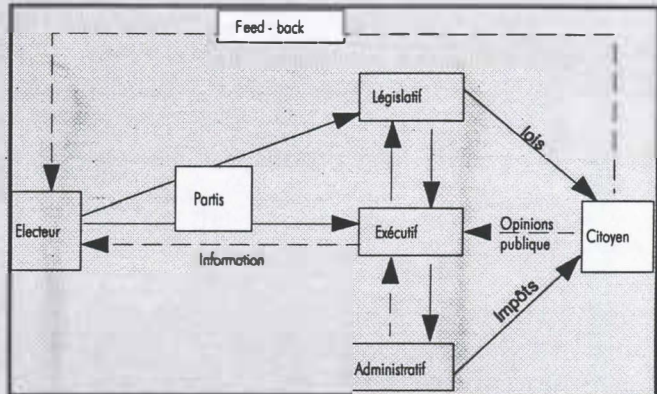 Feed - back
Législatif
lois
Partis
Electeur
Exécutif
Opinions
publique
Citoyen
Information
Impôts
Administratif